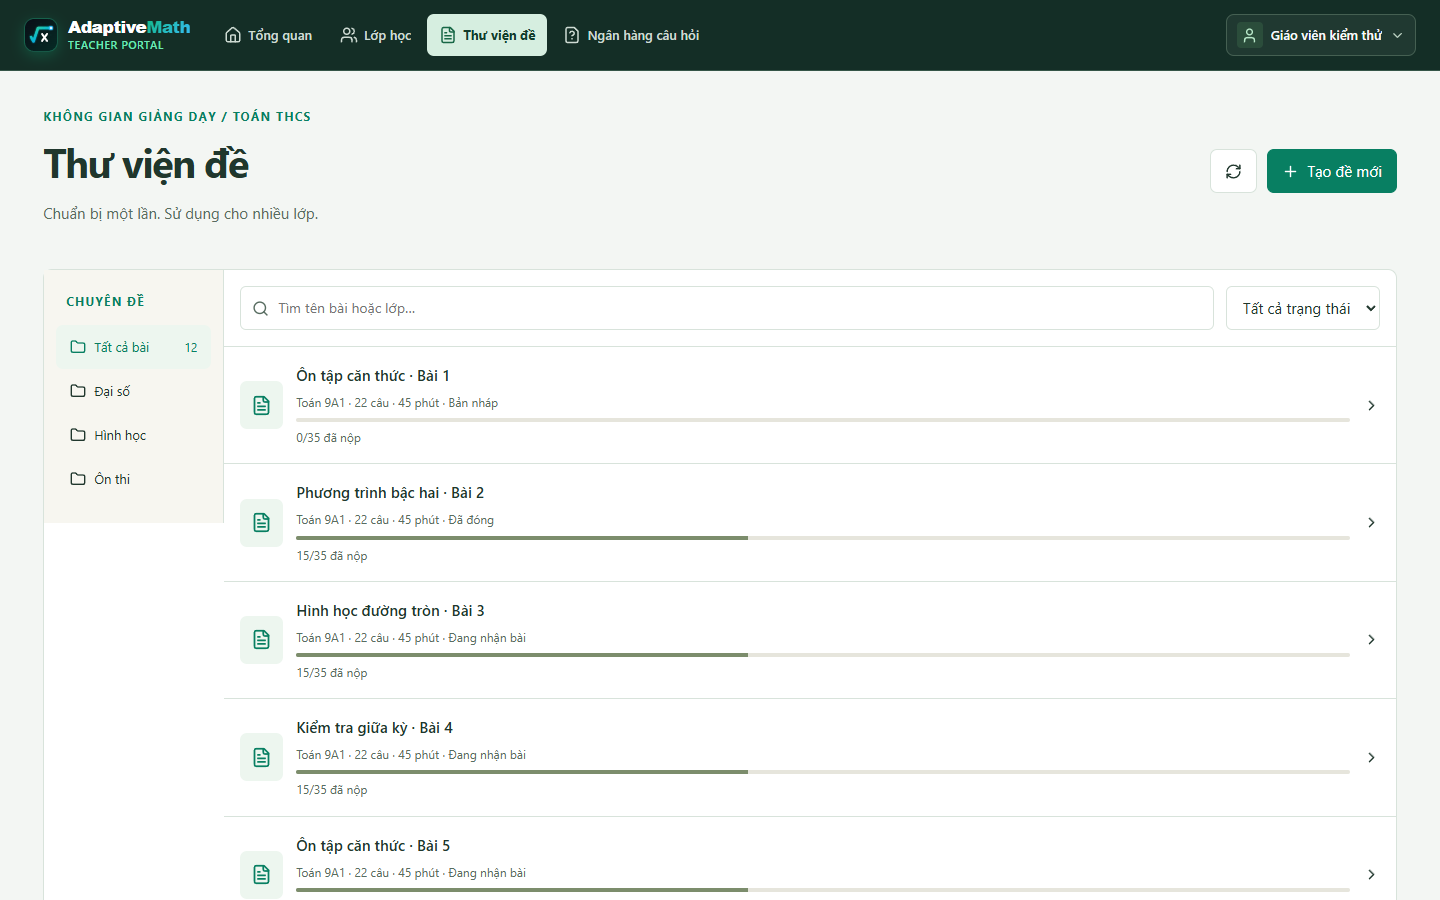 AdaptiveMath
TEACHER PORTAL
Tổng quan
Lớp học
Thư viện đề
Ngân hàng câu hỏi
Giáo viên kiểm thử
KHÔNG GIAN GIẢNG DẠY / TOÁN THCS
Thư viện đề
Chuẩn bị một lần. Sử dụng cho nhiều lớp.
Tạo đề mới
CHUYÊN ĐỀ
Tất cả bài 12
Đại số
Hình học
Ôn thi
Tìm tên bài hoặc lớp...
Tất cả trạng thái
Ôn tập căn thức · Bài 1
Toán 9A1 · 22 câu · 45 phút · Bản nháp
0/35 đã nộp
Phương trình bậc hai · Bài 2
Toán 9A1 · 22 câu · 45 phút · Đã đóng
15/35 đã nộp
Hình học đường tròn · Bài 3
Toán 9A1 · 22 câu · 45 phút · Đang nhận bài
15/35 đã nộp
Kiểm tra giữa kỳ · Bài 4
Toán 9A1 · 22 câu · 45 phút · Đang nhận bài
15/35 đã nộp
Ôn tập căn thức · Bài 5
Toán 9A1 · 22 câu · 45 phút · Đang nhận bài